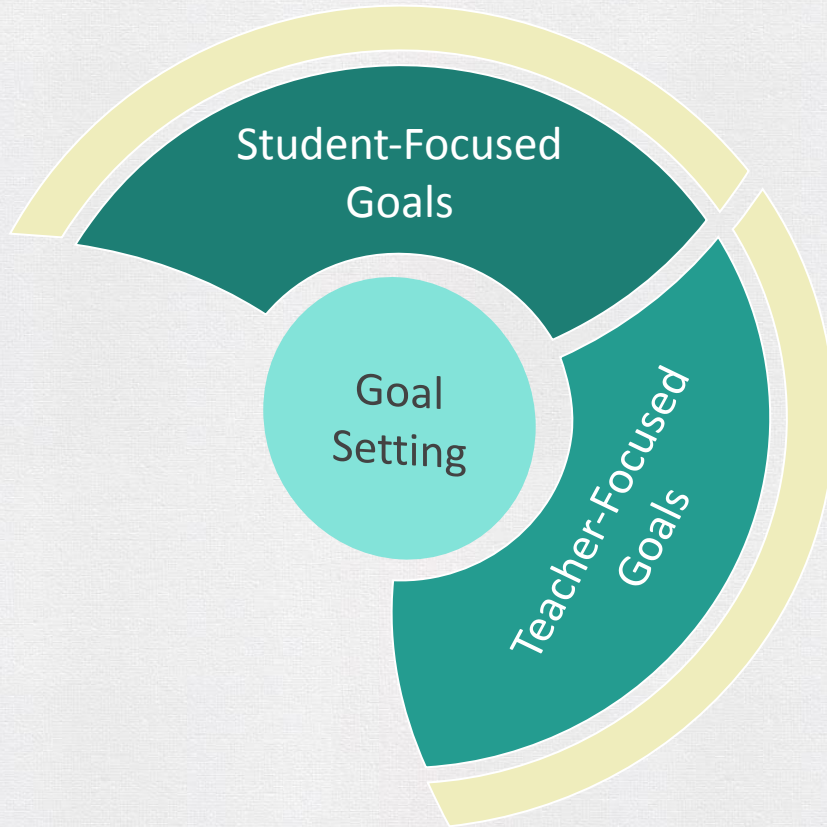 Student-Focused
Goals
Goal
Setting
Teacher-Focused
Goals